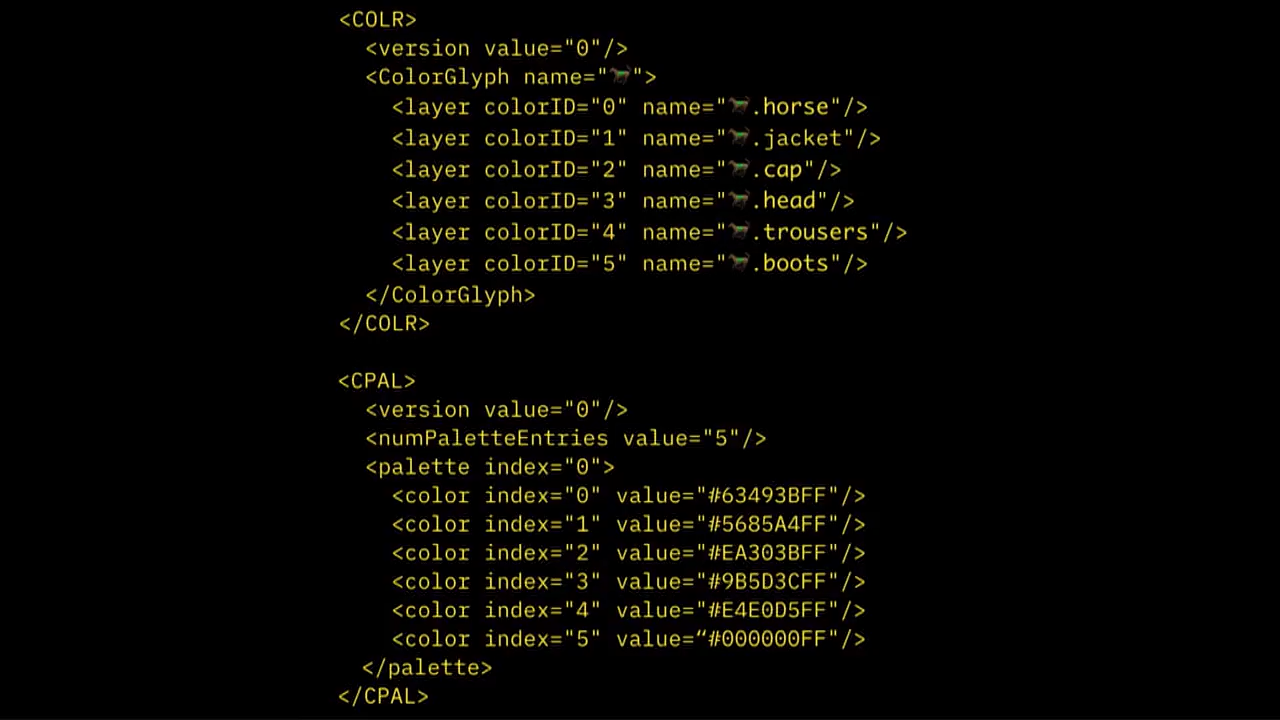 <COLR>
<version value="0"/>
<ColorGlyph name="🐎">
<layer colorID="0" name="🐎.horse"/>
<layer colorID="1" name="🐎.jacket"/>
<layer colorID="2" name="🐎.cap"/>
<layer colorID="3" name="🐎.head"/>
<layer colorID="4" name="🐎.trousers"/>
<layer colorID="5" name="🐎.boots"/>
</ColorGlyph>
</COLR>
<CPAL>
<version value="0"/>
<numPaletteEntries value="5"/>
<palette index="0">
<color index="0" value="#63493BFF"/>
<color index="1" value="#5685A4FF"/>
<color index="2" value="#EA303BFF"/>
<color index="3" value="#9B5D3CFF"/>
<color index="4" value="#E4E0D5FF"/>
<color index="5" value=“#000000FF"/>
</palette>
</CPAL>